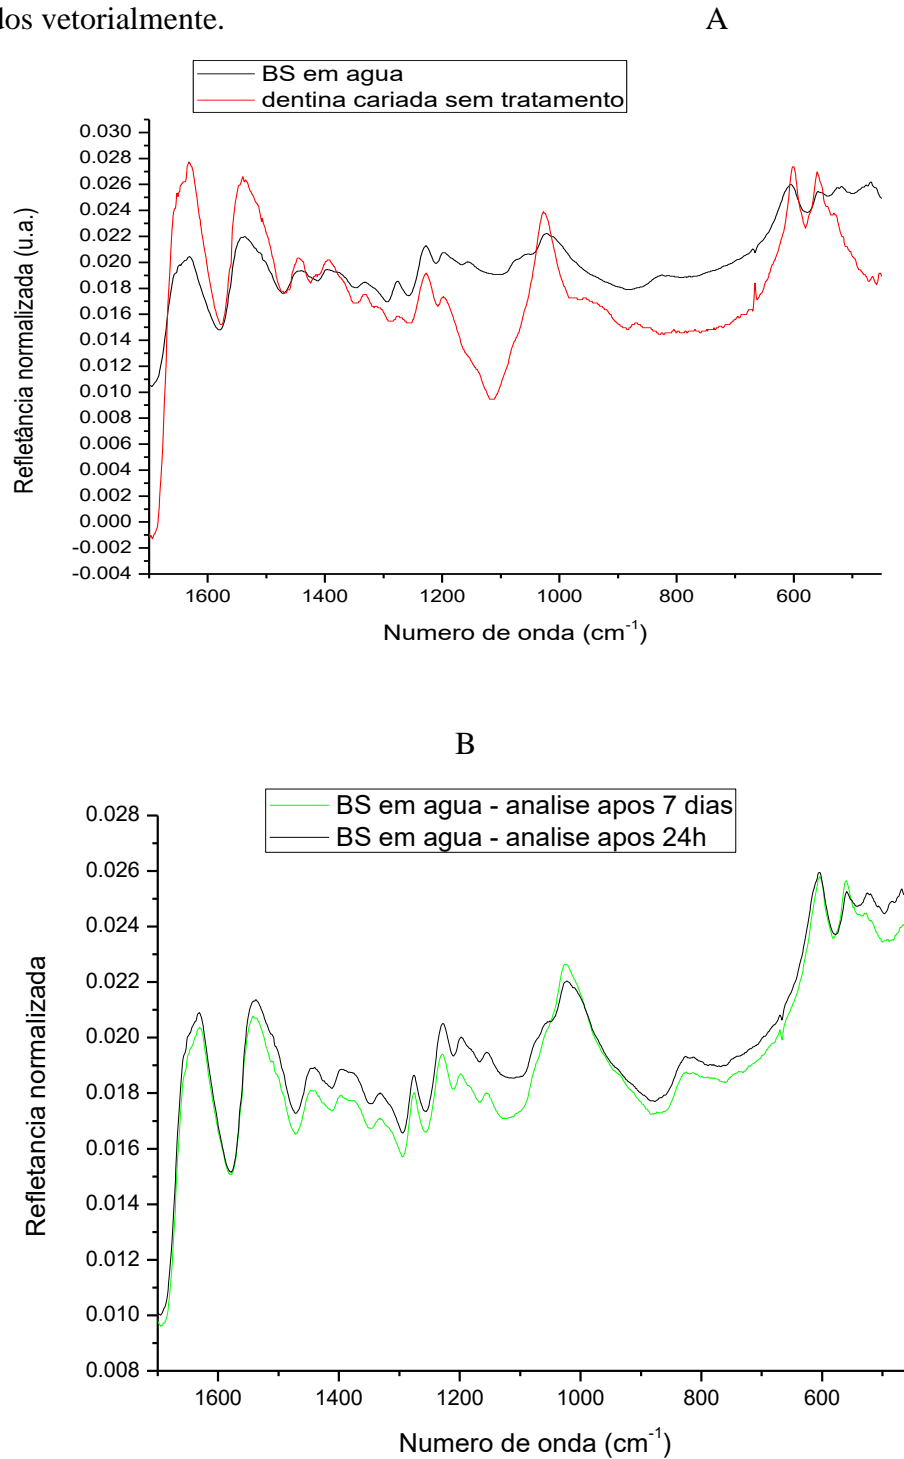 dos vetorialmente.
A
BS em agua
dentina cariada sem tratamento
0.030
0.028
0.026
0.024
0.022
0.020
0.018
0.016
0.014
0.012
0.010
0.008
0.006
0.004
0.002
0.000
-0.002
-0.004
Refletância normalizada (u.a.)
1600 1400 1200 1000 800 600
Numero de onda (cm-1)
B
BS em agua - analise apos 7 dias
BS em agua - analise apos 24h
0.028
0.026
0.024
0.022
0.020
0.018
0.016
0.014
0.012
0.010
0.008
Refletancia normalizada
1600 1400 1200 1000 800 600
Numero de onda (cm-1)